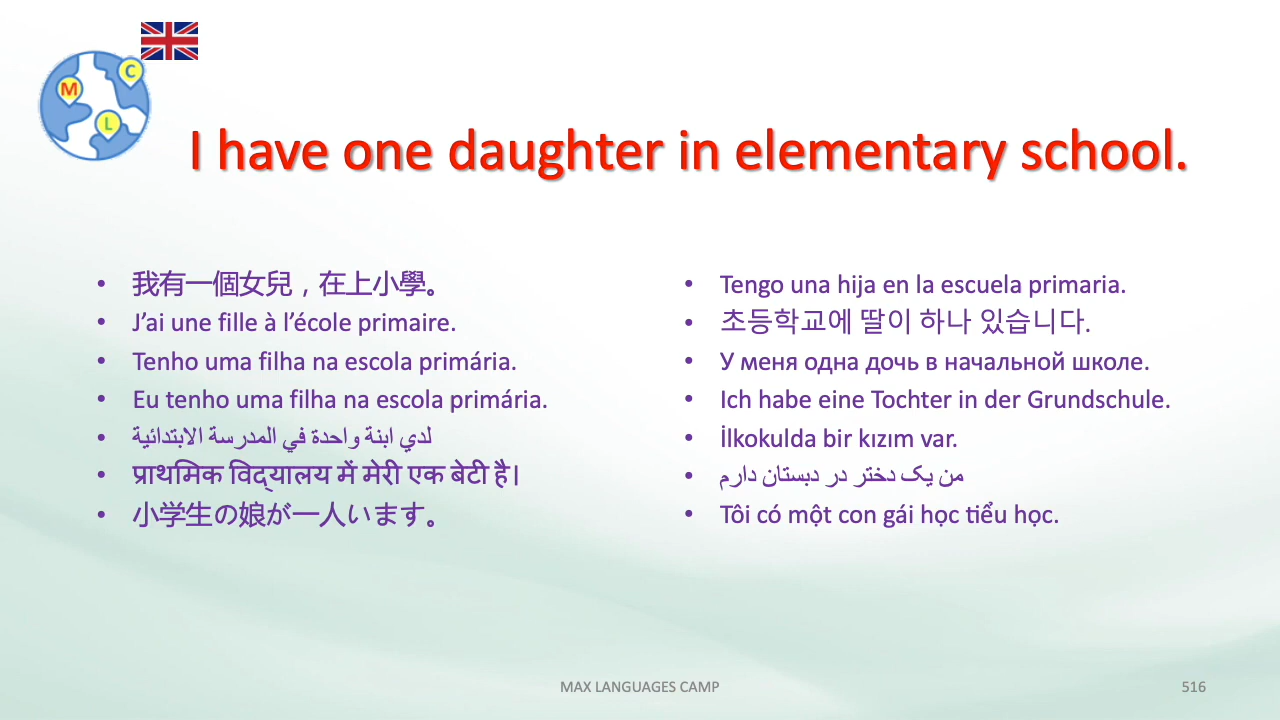 C
M
L
I have one daughter in elementary school.
• 我有一個女兒，在上小學。
• J’ai une fille à l’école primaire.
• Tenho uma filha na escola primária.
• Eu tenho uma filha na escola primária.
• لدي ابنة واحدة في المدرسة الابتدائية
• प्राथमिक विद्यालय में मेरी एक बेटी है।
• 小学生の娘が一人います。
• Tengo una hija en la escuela primaria.
• 초등학교에 딸이 하나 있습니다.
• У меня одна дочь в начальной школе.
• Ich habe eine Tochter in der Grundschule.
• İlkokulda bir kızım var.
• من یک دختر در دبستان دارم
• Tôi có một con gái học tiểu học.
MAX LANGUAGES CAMP
516